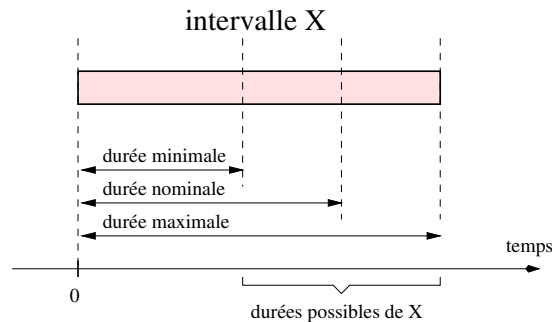 intervalle X
durée minimale
durée nominale
durée maximale
temps
0
durées possibles de X